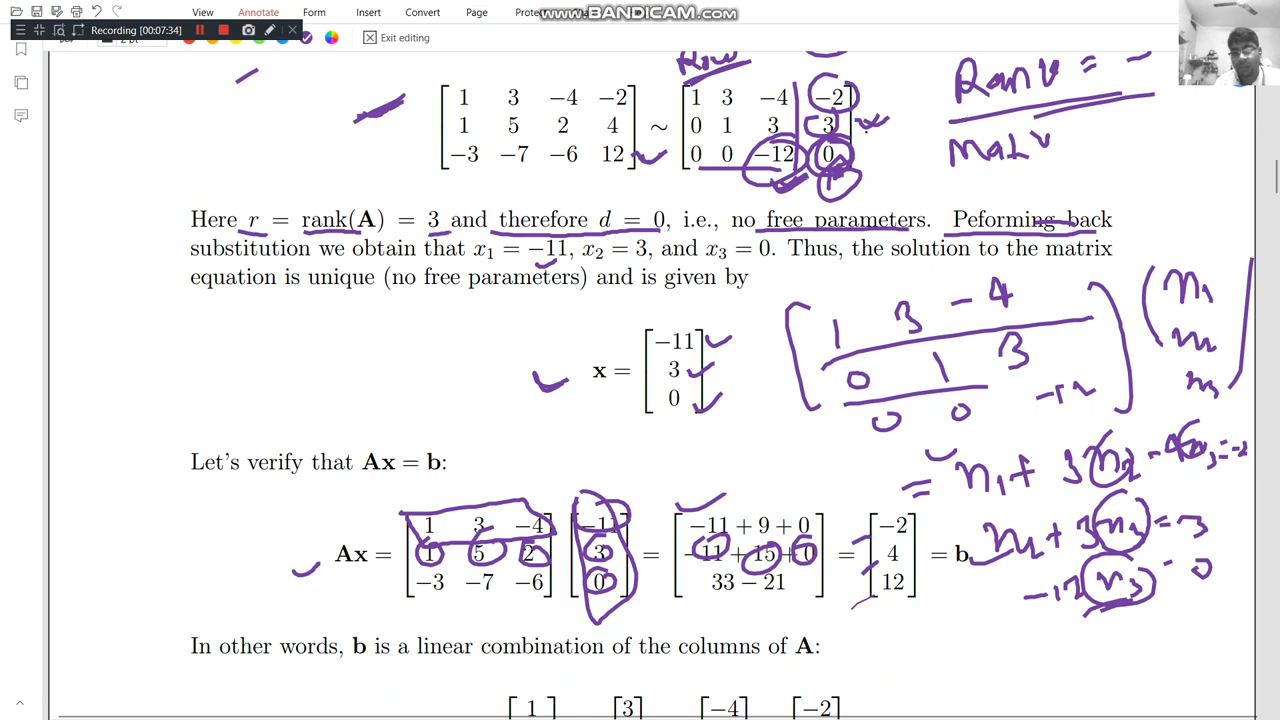 View Annotate Form Insert Convert Page
www.BANDICAM.com
Recording [00:07:34]
Exit editing
Row
Rank = 
1 3 −4 −2 1 3 −4 −2
1 5 2 4 ∼ 0 1 3 3
−3 −7 −6 12 0 0 −12 0
Here r = rank(A) = 3 and therefore d = 0, i.e., no free parameters. Peforming back
substitution we obtain that x1 = −11, x2 = 3, and x3 = 0. Thus, the solution to the matrix
equation is unique (no free parameters) and is given by
1 3 −4
0 1 3
0 0 −12
−11
x = 3
0
Let's verify that Ax = b:
1 3 −4 −11 −11 + 9 + 0 −2
Ax = 1 5 2 3 = −11 + 15 + 0 = 4 = b
−3 −7 −6 0 33 − 21 12
In other words, b is a linear combination of the columns of A:
1 3 −4 −2